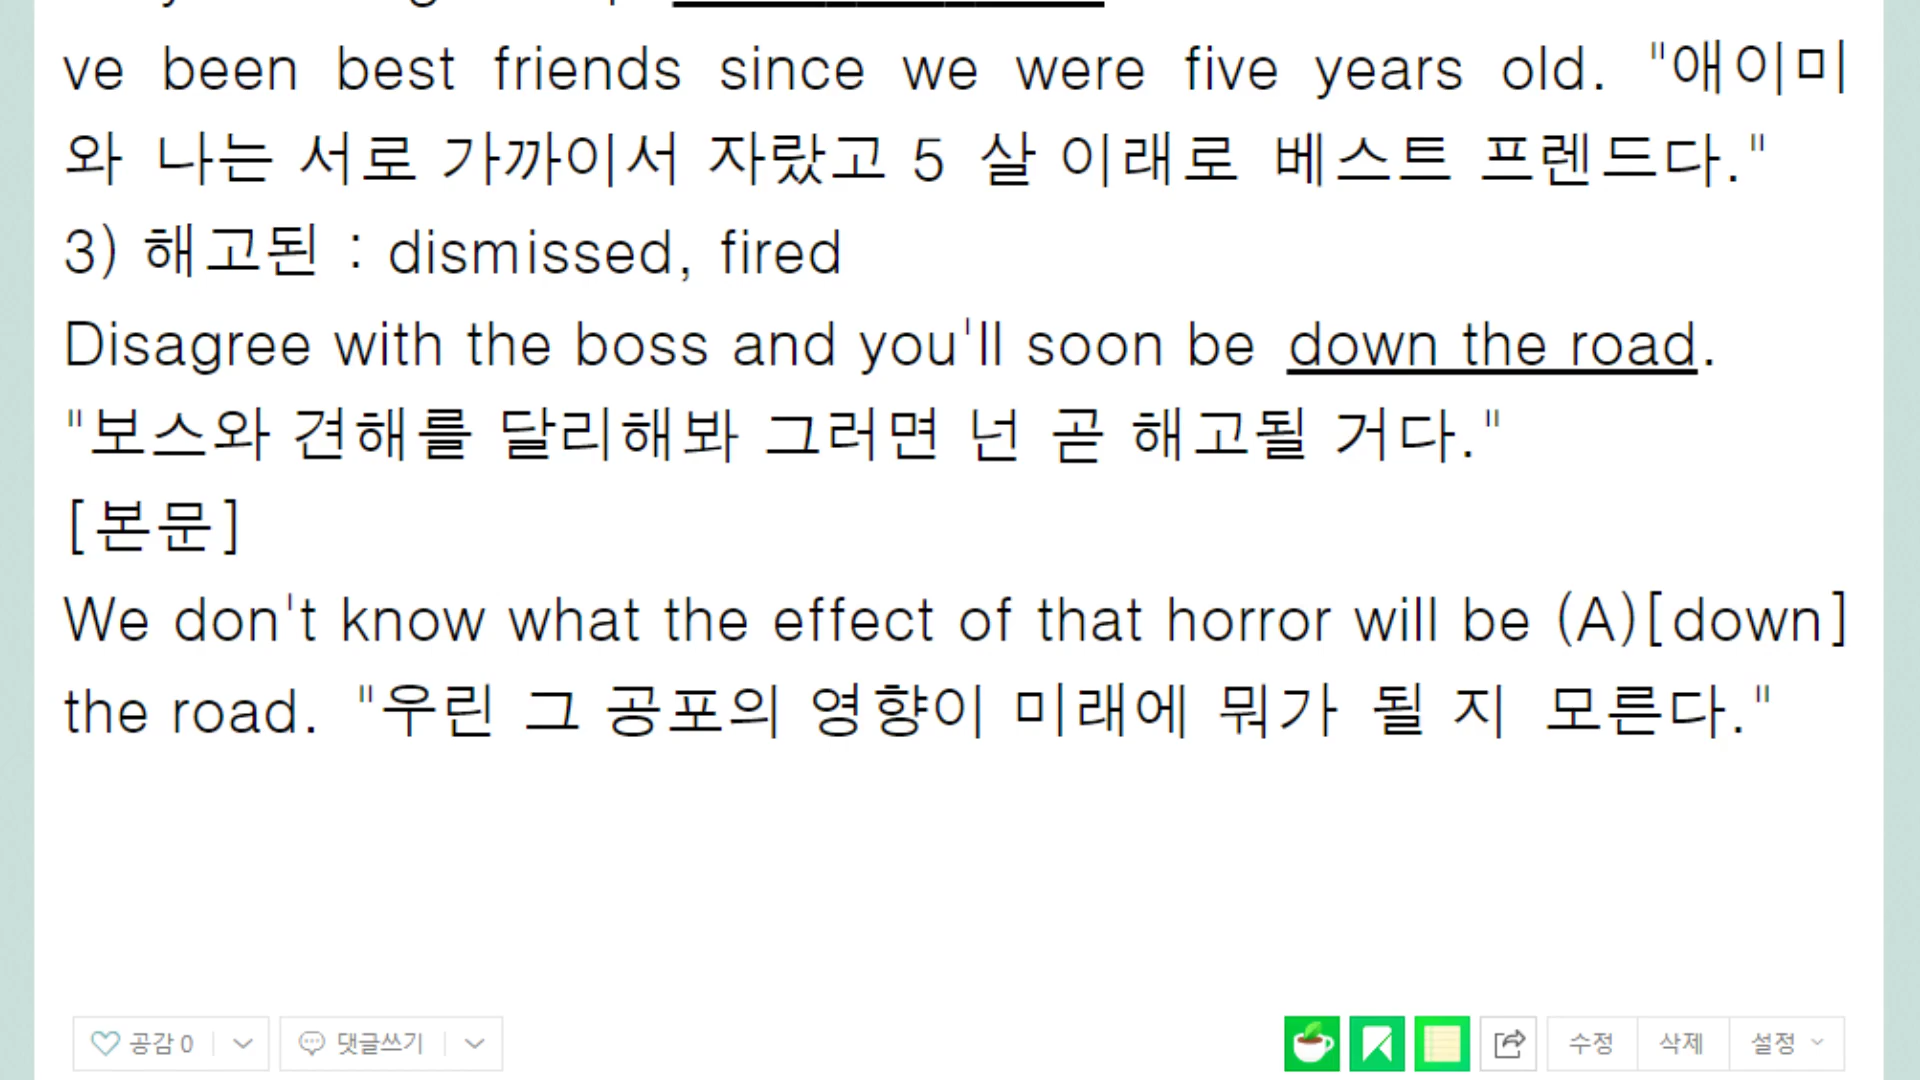 ve been best friends since we were five years old. "애이미
와 나는 서로 가까이서 자랐고 5 살 이래로 베스트 프렌드다."
3) 해고된 : dismissed, fired
Disagree with the boss and you'll soon be down the road.
"보스와 견해를 달리해봐 그러면 넌 곧 해고될 거다."
[본문]
We don't know what the effect of that horror will be (A)[down]
the road. "우린 그 공포의 영향이 미래에 뭐가 될 지 모른다."
공감 0
댓글쓰기
수정
삭제
설정